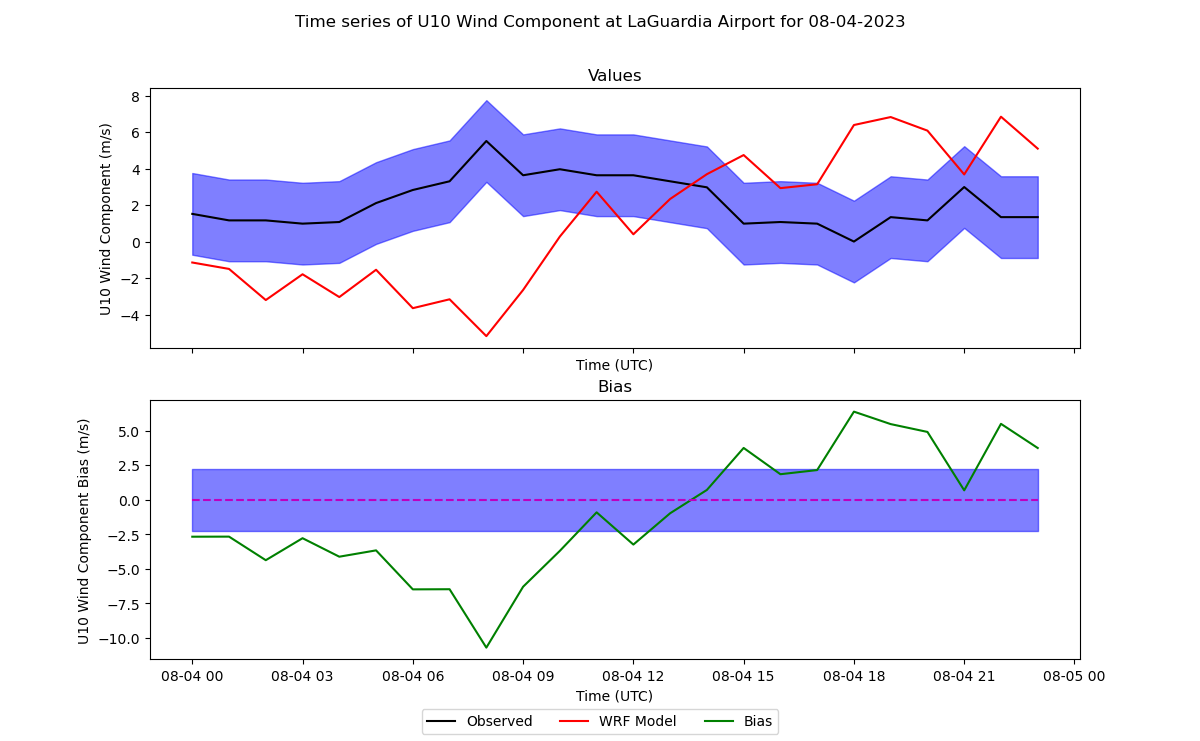 Time series of U10 Wind Component at LaGuardia Airport for 08-04-2023
Values
U10 Wind Component (m/s)
8
6
4
2
0
−2
−4
Time (UTC)
Bias
U10 Wind Component Bias (m/s)
5.0
2.5
0.0
−2.5
−5.0
−7.5
−10.0
08-04 00 08-04 03 08-04 06 08-04 09 08-04 12 08-04 15 08-04 18 08-04 21 08-05 00
Time (UTC)
Observed WRF Model Bias